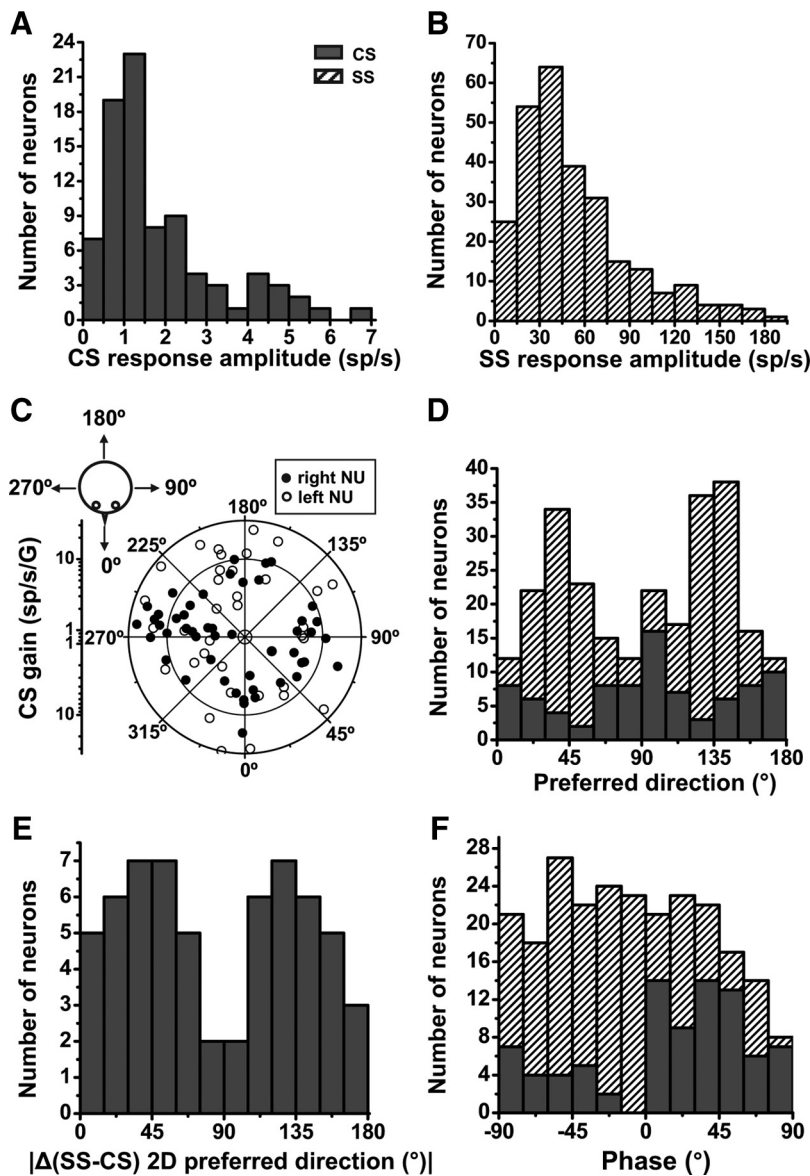 A
Number of neurons
24
21
18
15
12
9
6
3
0
0 1 2 3 4 5 6 7
CS response amplitude (sp/s)
CS
SS
B
Number of neurons
70
60
50
40
30
20
10
0
0 30 60 90 120 150 180
SS response amplitude (sp/s)
C
180º
270º 90º
0º
right NU
left NU
CS gain (sp/s/G)
10
1
1
10
180º
225º 135º
270º 90º
315º 45º
0º
D
Number of neurons
40
35
30
25
20
15
10
5
0
0 45 90 135 180
Preferred direction (°)
E
Number of neurons
7
6
5
4
3
2
1
0
0 45 90 135 180
|Δ(SS-CS) 2D preferred direction (°)|
F
Number of neurons
28
24
20
16
12
8
4
0
-90 -45 0 45 90
Phase (°)